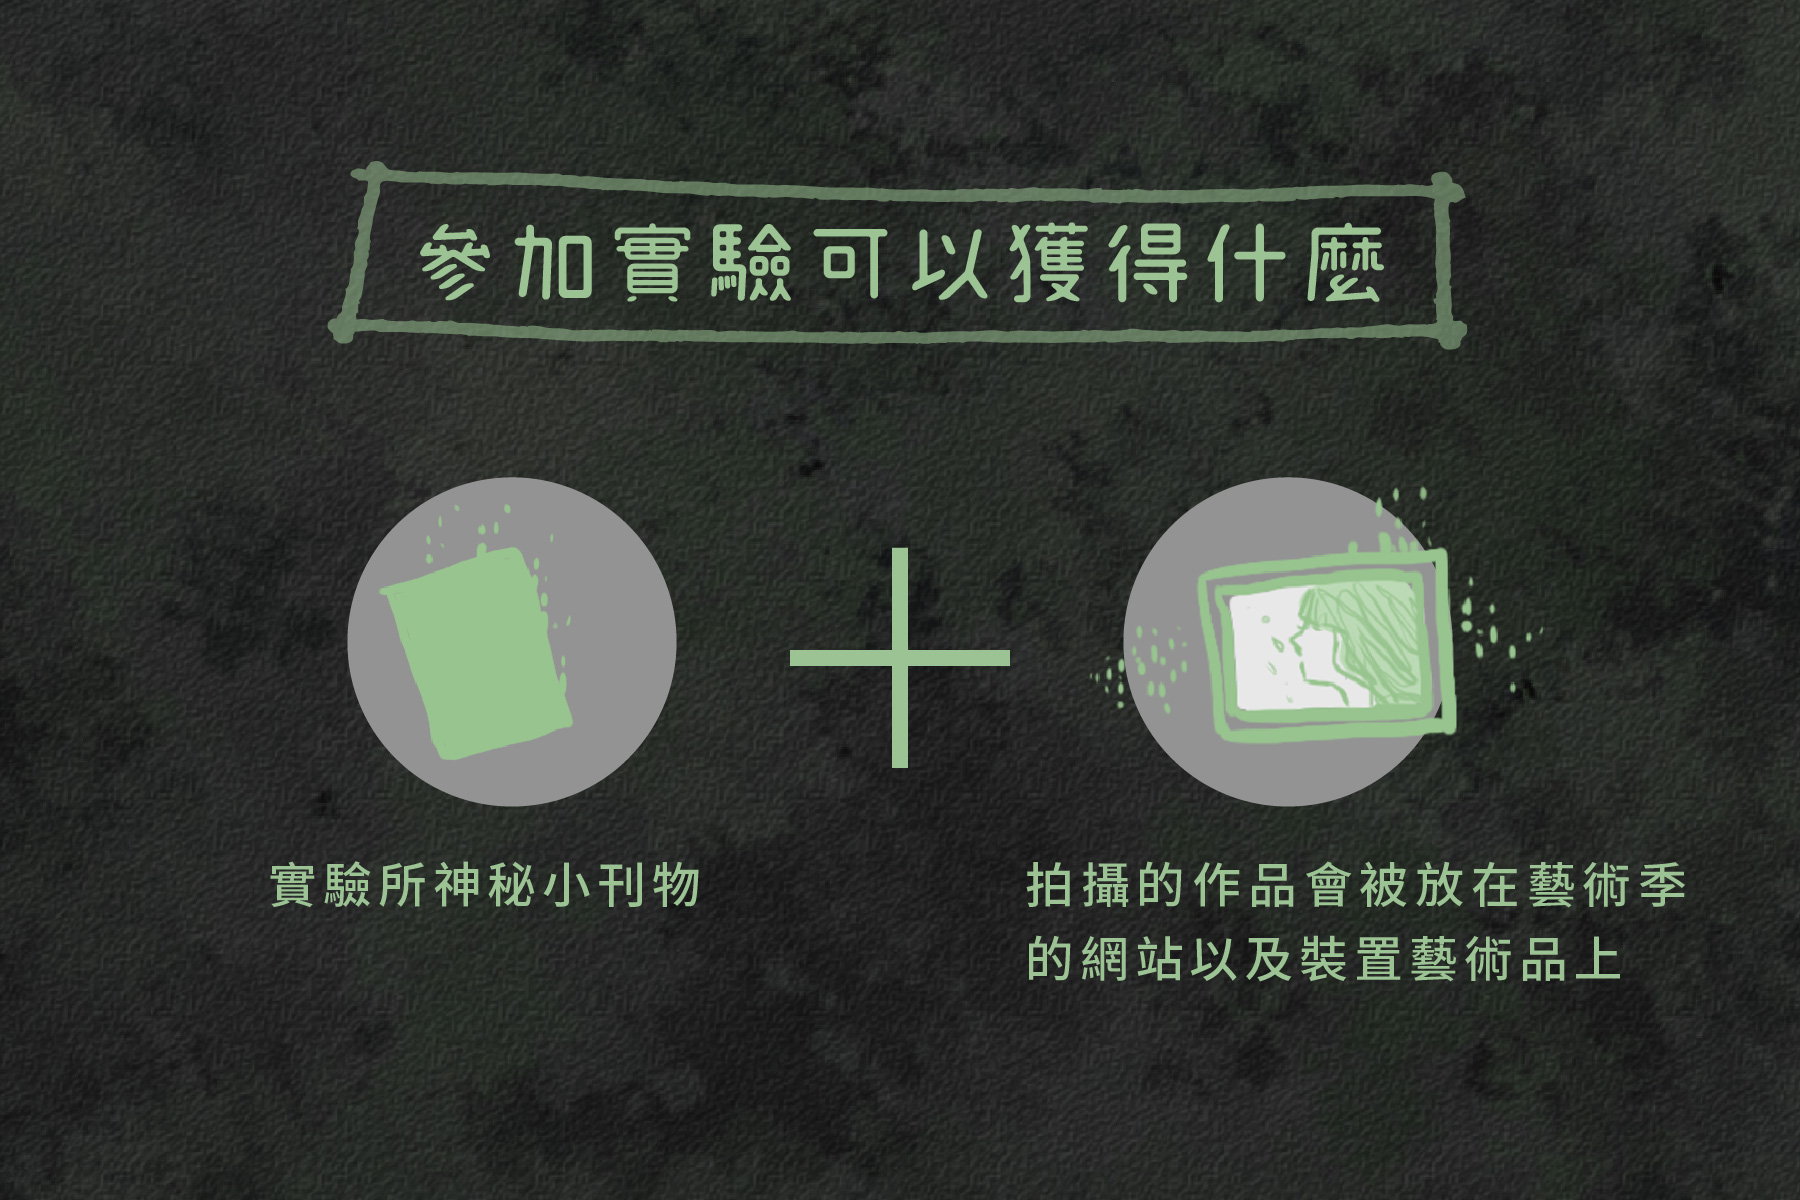 參加實驗可以獲得什麼
實驗所神秘小刊物
拍攝的作品會被放在藝術季
的網站以及裝置藝術品上